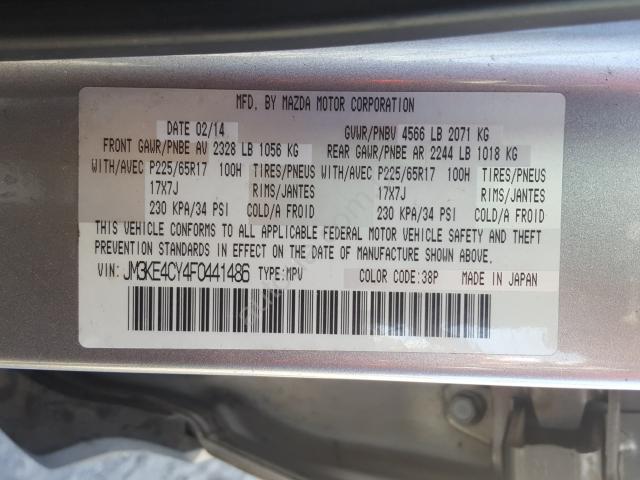 MFD. BY MAZDA MOTOR CORPORATION
DATE 02/14 GVWR/PNBV 4566 LB 2071 KG
FRONT GAWR/PNBE AV 2328 LB 1056 KG REAR GAWR/PNBE AR 2244 LB 1018 KG
WITH/AVEC P225/65R17 100H TIRES/PNEUS WITH/AVEC P225/65R17 100H TIRES/PNEUS
17X7J RIMS/JANTES 17X7J RIMS/JANTES
230 KPA/34 PSI COLD/A FROID 230 KPA/34 PSI COLD/A FROID
THIS VEHICLE CONFORMS TO ALL APPLICABLE FEDERAL MOTOR VEHICLE SAFETY AND THEFT
PREVENTION STANDARDS IN EFFECT ON THE DATE OF MANUFACTURE SHOWN ABOVE.
VIN: JM3KE4CY4F0441486 TYPE: MPV COLOR CODE: 38P MADE IN JAPAN